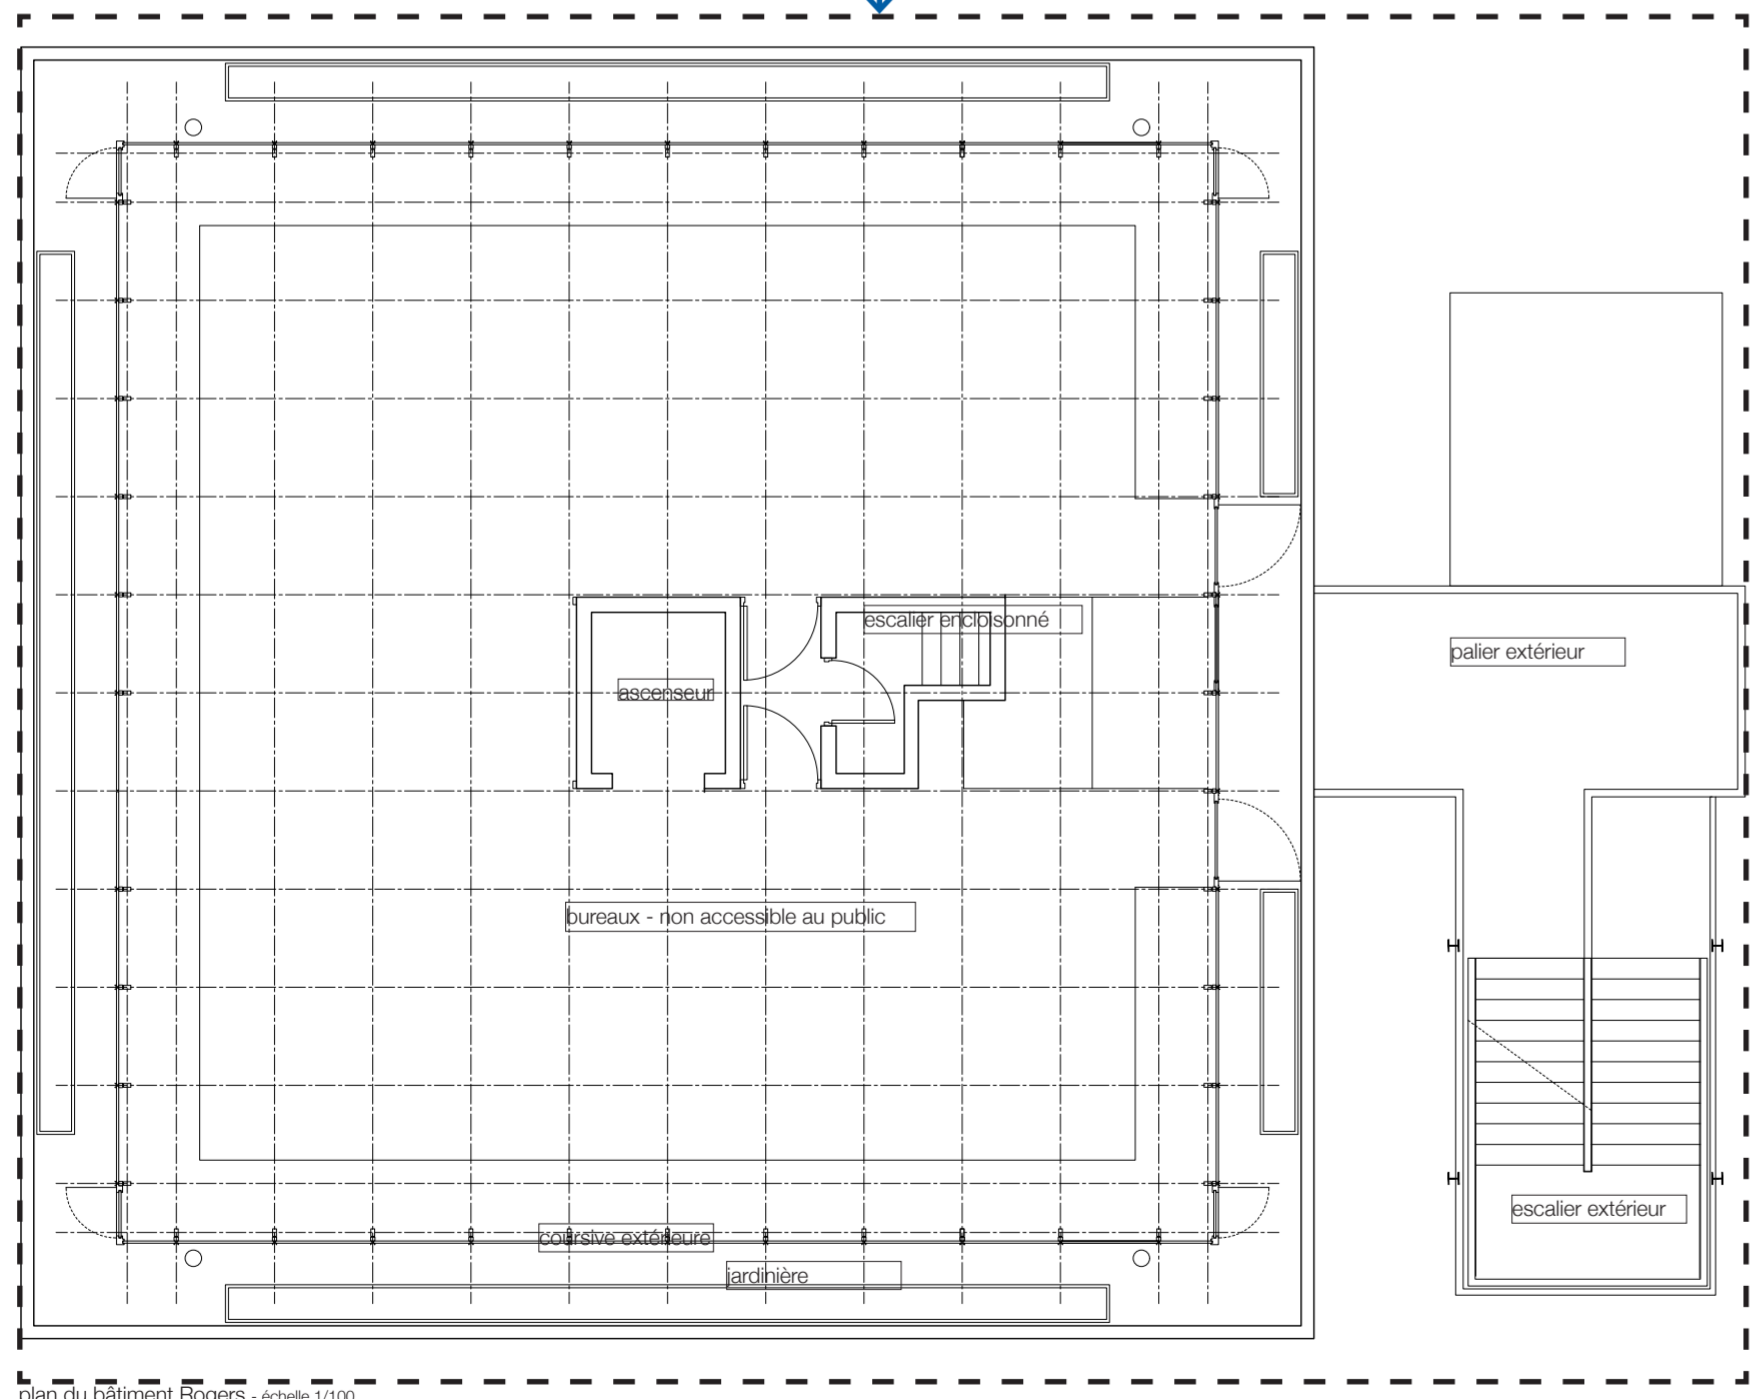 escalier encloisonné
palier extérieur
ascenseur
bureaux - non accessible au public
escalier extérieur
coursive extérieure
jardinière
plan du bâtiment Rogers - échelle 1/100